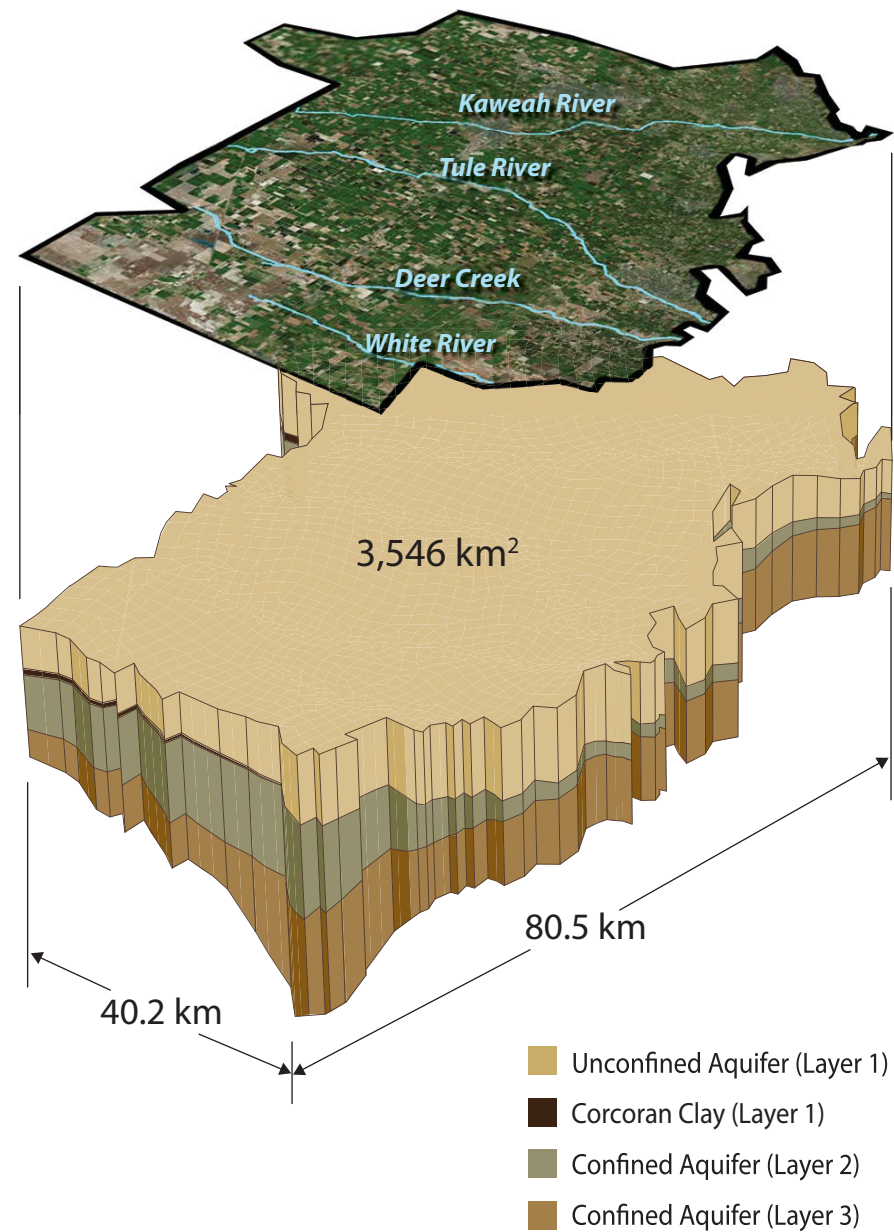 Kaweah River
Tule River
Deer Creek
White River
3,546 km²
80.5 km
40.2 km
Unconfined Aquifer (Layer 1)
Corcoran Clay (Layer 1)
Confined Aquifer (Layer 2)
Confined Aquifer (Layer 3)